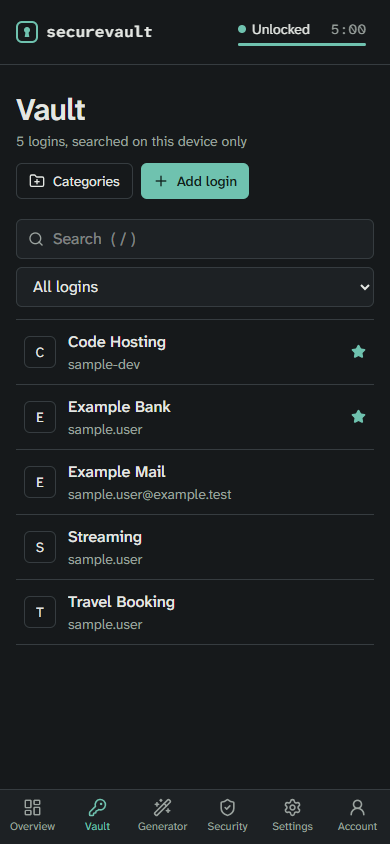 securevault
Unlocked 5:00
Vault
5 logins, searched on this device only
Categories
Add login
Search (/)
All logins
C
Code Hosting
sample-dev
E
Example Bank
sample.user
E
Example Mail
sample.user@example.test
S
Streaming
sample.user
T
Travel Booking
sample.user
Overview Vault Generator Security Settings Account